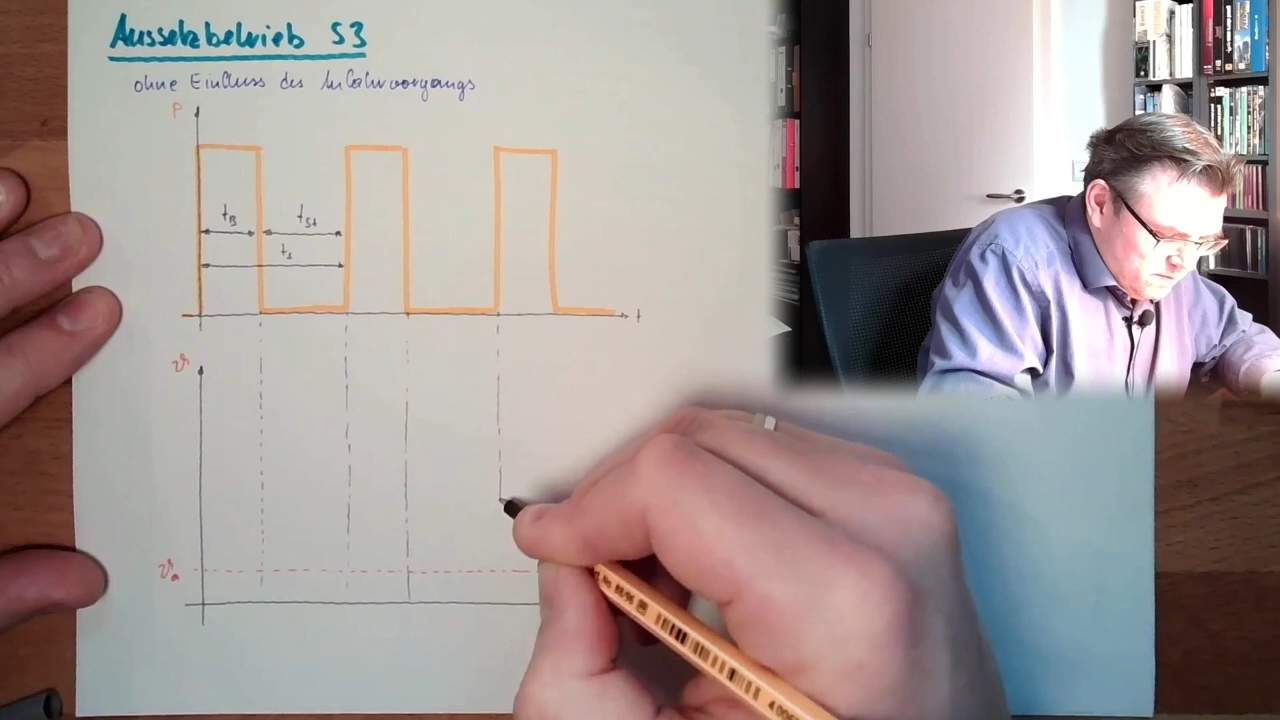 Aussetzbetrieb S3
ohne Einfluss des Anlaufvorgangs
P
t_B
t_St
t_s
t
ϑ
ϑ_a